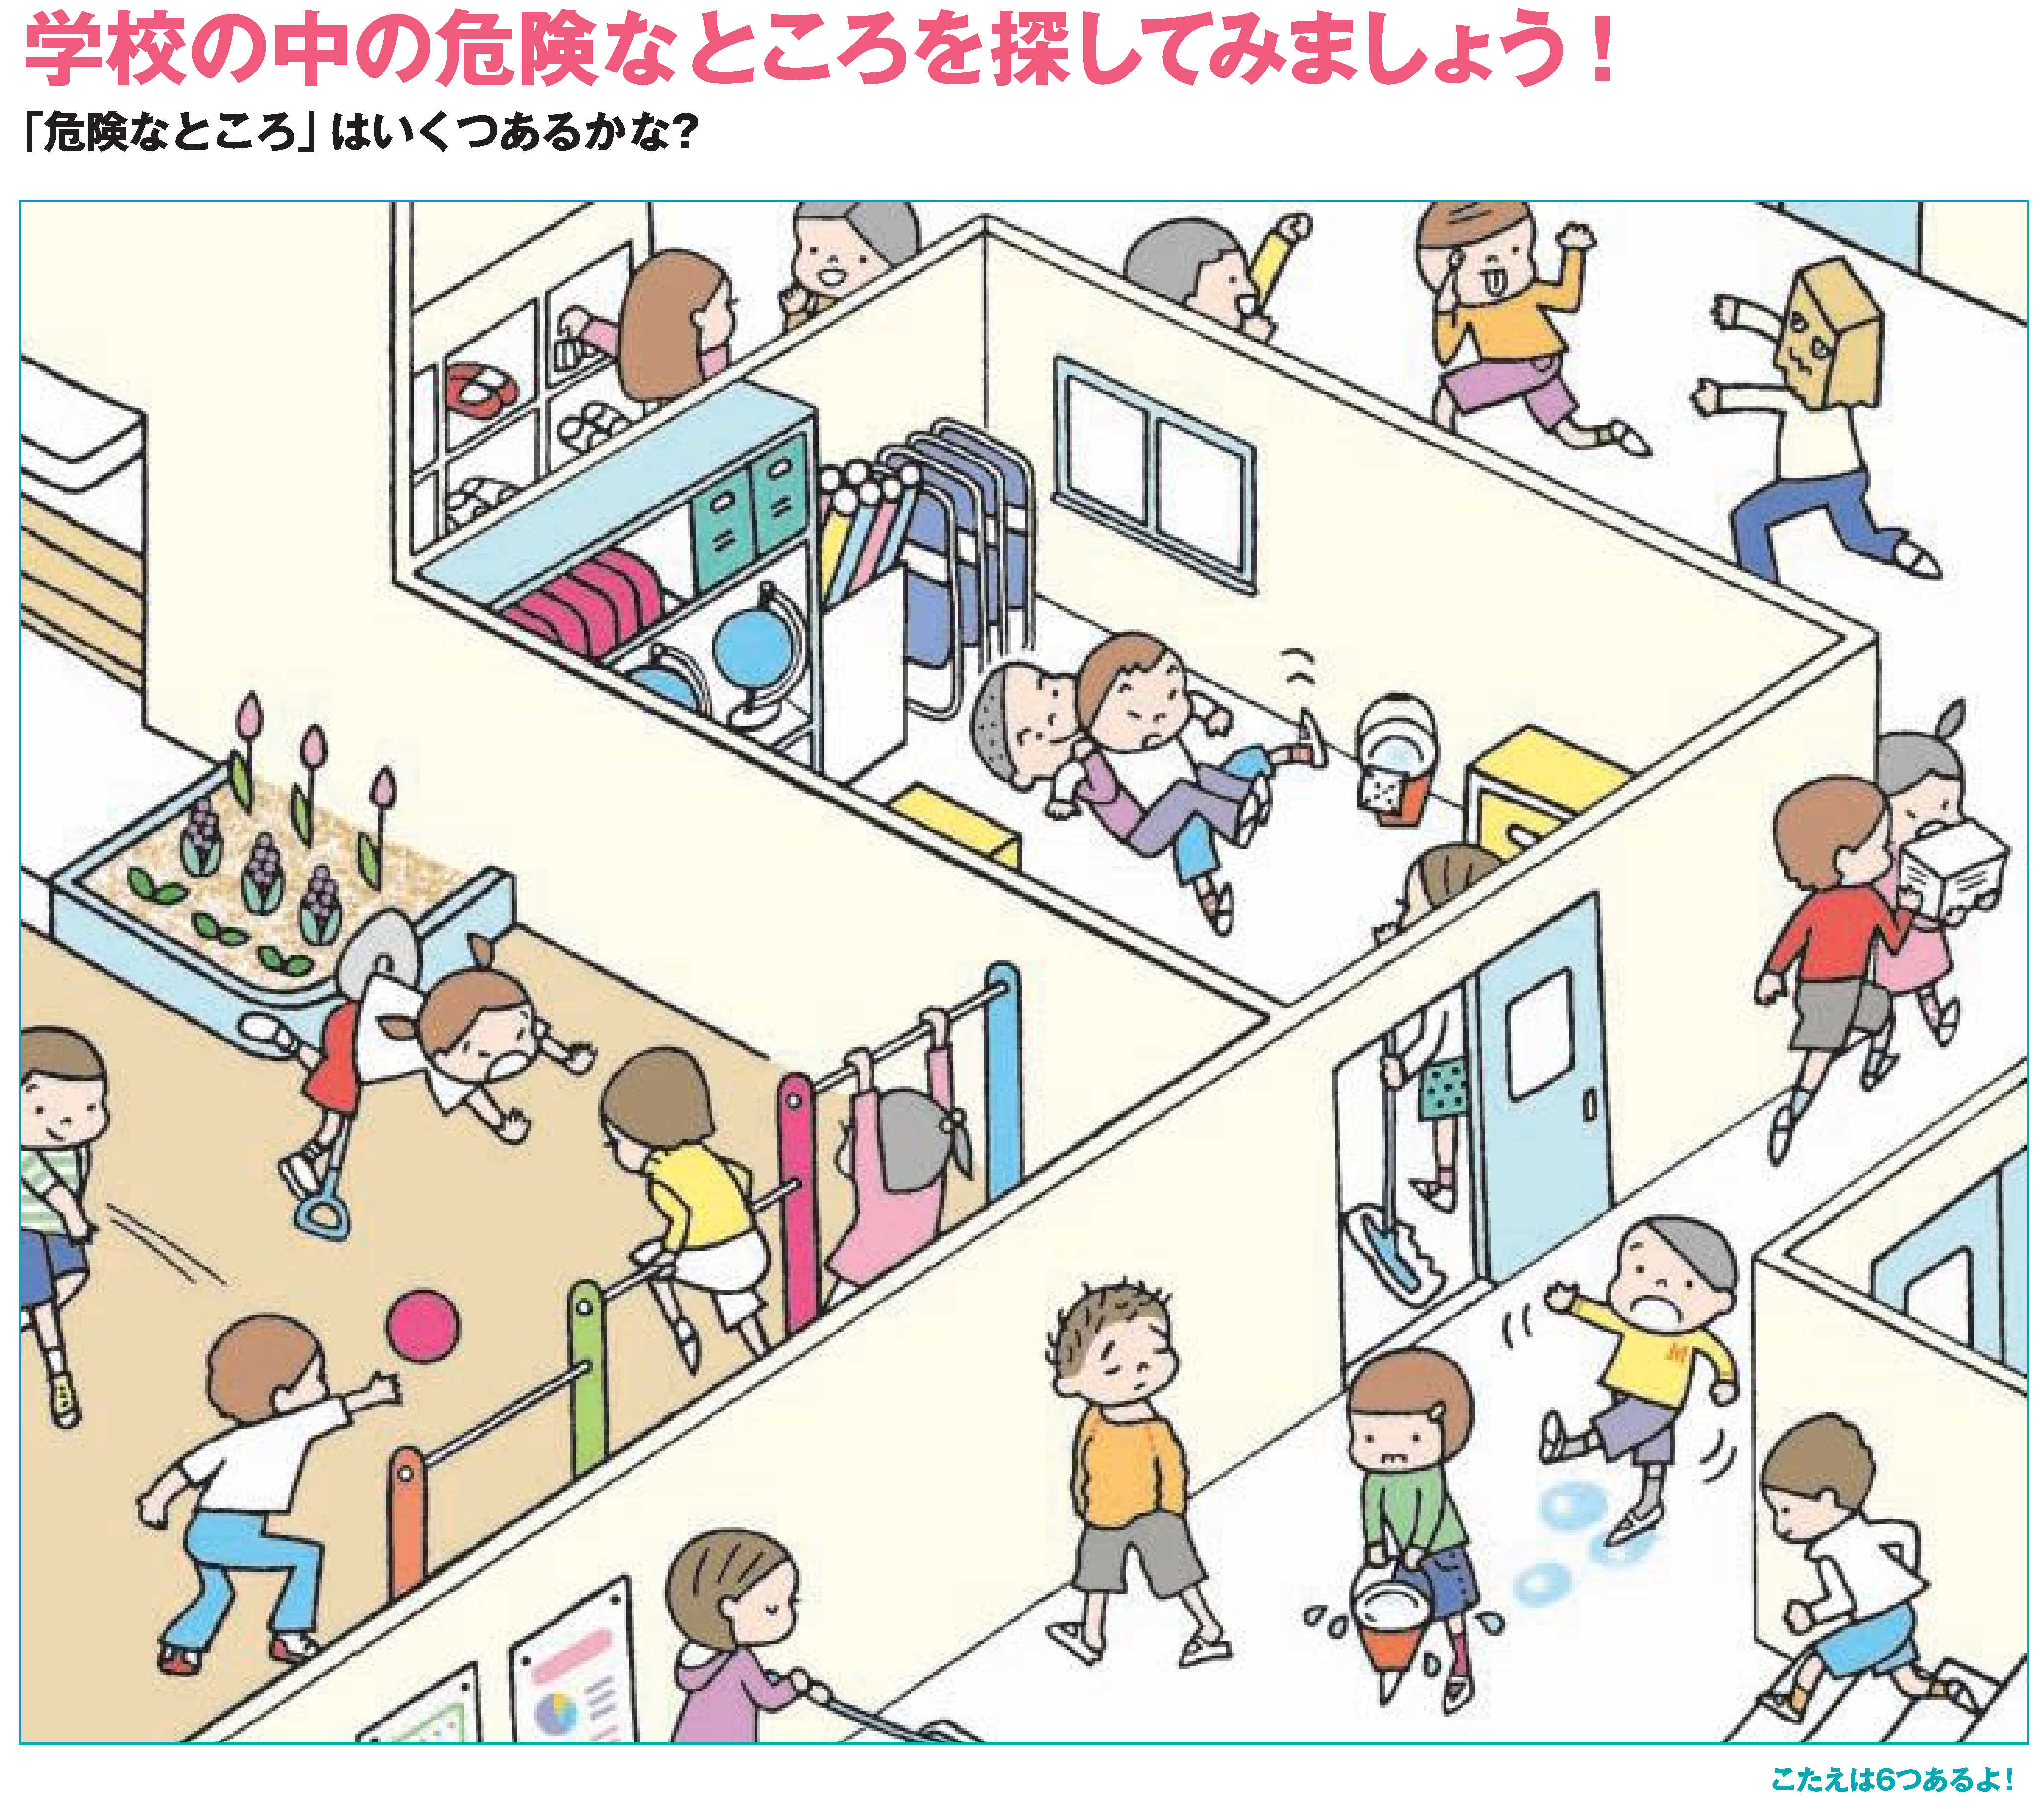 学校の中の危険なところを探してみましょう！
「危険なところ」はいくつあるかな？
M
こたえは6つあるよ！